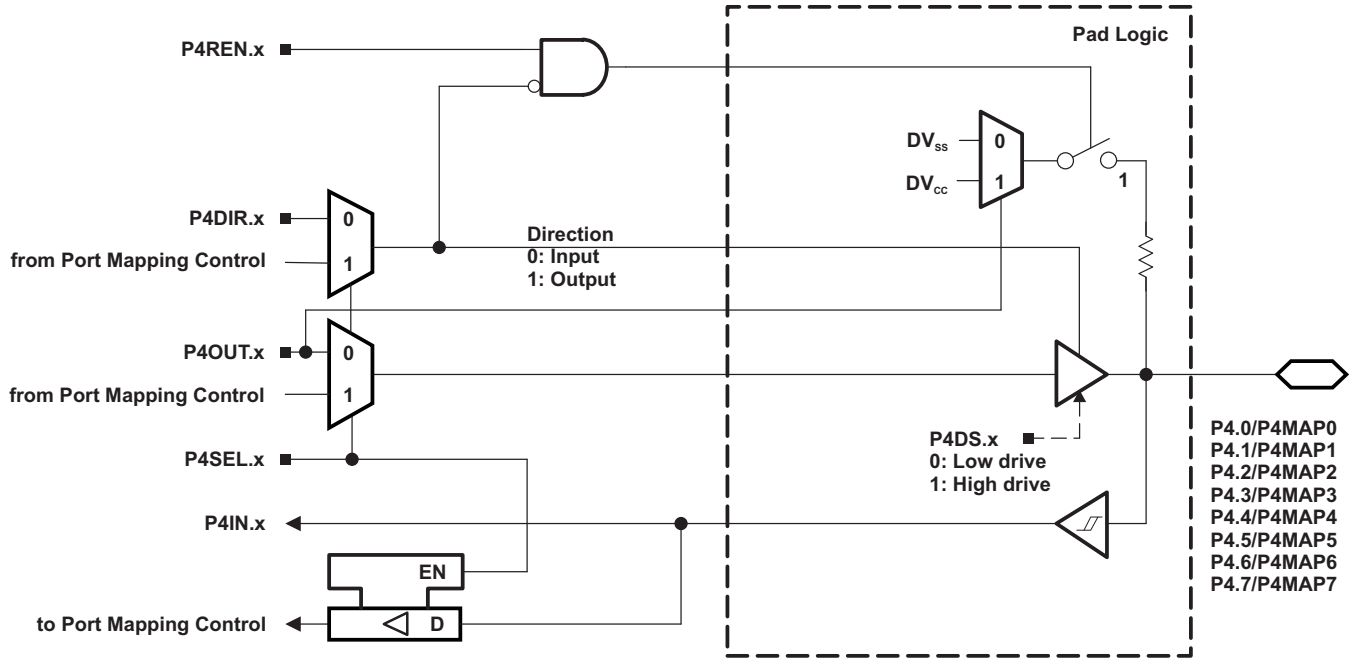 Pad Logic
P4REN.x
DVss
0
DVcc
1
1
P4DIR.x
0
from Port Mapping Control
1
Direction
0: Input
1: Output
P4OUT.x
0
from Port Mapping Control
1
P4DS.x
0: Low drive
1: High drive
P4SEL.x
P4IN.x
EN
D
to Port Mapping Control
P4.0/P4MAP0
P4.1/P4MAP1
P4.2/P4MAP2
P4.3/P4MAP3
P4.4/P4MAP4
P4.5/P4MAP5
P4.6/P4MAP6
P4.7/P4MAP7